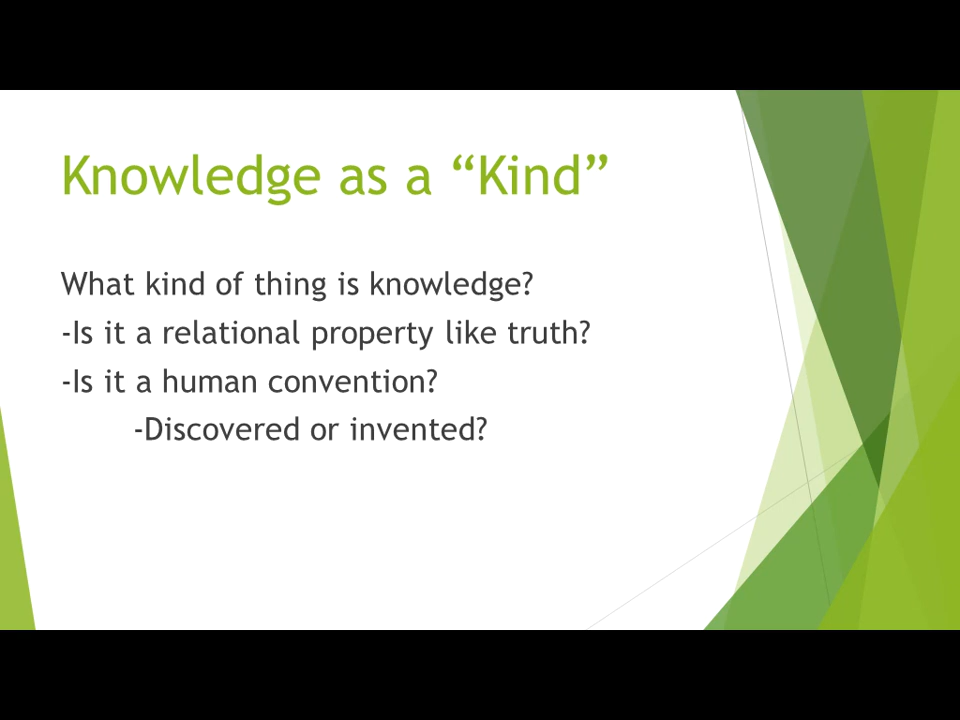 Knowledge as a “Kind”
What kind of thing is knowledge?
-Is it a relational property like truth?
-Is it a human convention?
-Discovered or invented?